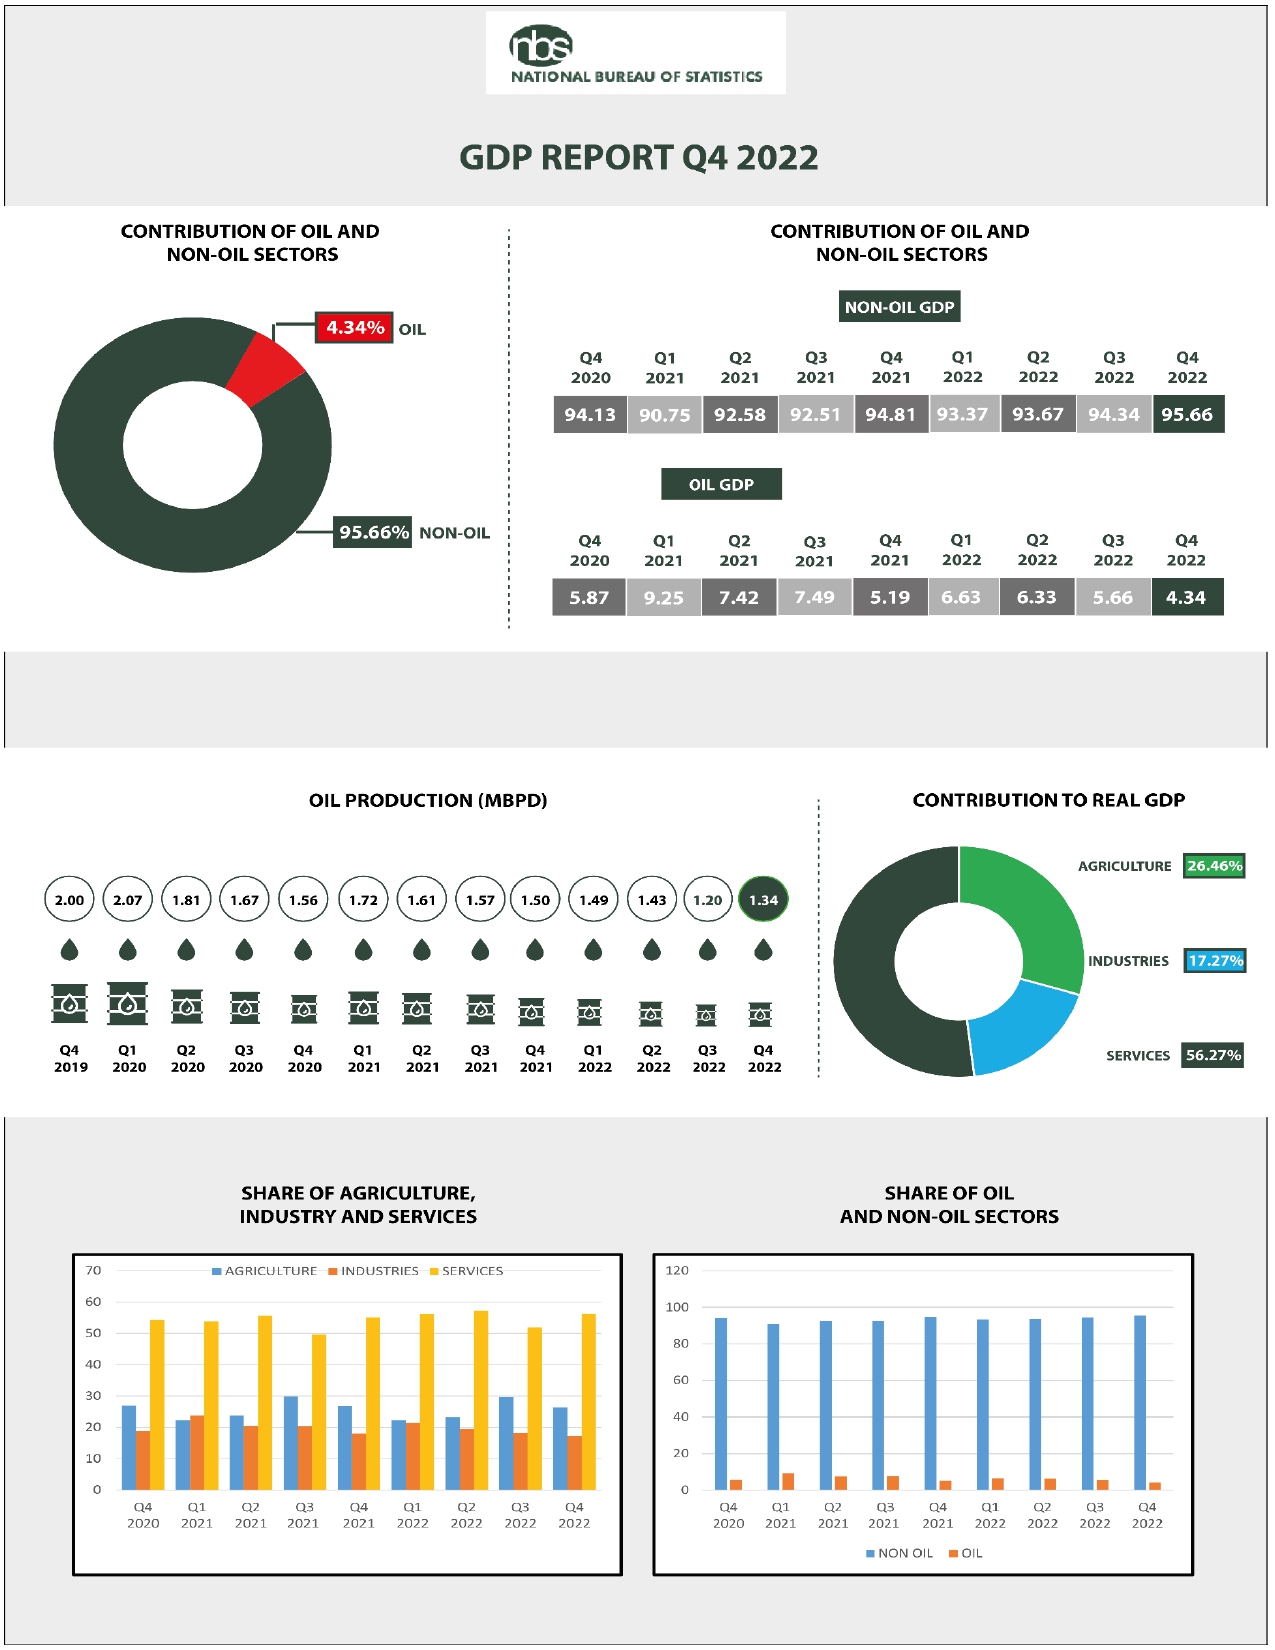 nbs
NATIONAL BUREAU OF STATISTICS
GDP REPORT Q4 2022
CONTRIBUTION OF OIL AND
NON-OIL SECTORS
4.34% OIL
95.66% NON-OIL
CONTRIBUTION OF OIL AND
NON-OIL SECTORS
NON-OIL GDP
Q4 Q1 Q2 Q3 Q4 Q1 Q2 Q3 Q4
2020 2021 2021 2021 2021 2022 2022 2022 2022
94.13 90.75 92.58 92.51 94.81 93.37 93.67 94.34 95.66
OIL GDP
Q4 Q1 Q2 Q3 Q4 Q1 Q2 Q3 Q4
2020 2021 2021 2021 2021 2022 2022 2022 2022
5.87 9.25 7.42 7.49 5.19 6.63 6.33 5.66 4.34
OIL PRODUCTION (MBPD)
2.00 2.07 1.81 1.67 1.56 1.72 1.61 1.57 1.50 1.49 1.43 1.20 1.34
Q4 Q1 Q2 Q3 Q4 Q1 Q2 Q3 Q4 Q1 Q2 Q3 Q4
2019 2020 2020 2020 2020 2021 2021 2021 2021 2022 2022 2022 2022
CONTRIBUTION TO REAL GDP
AGRICULTURE 26.46%
INDUSTRIES 17.27%
SERVICES 56.27%
SHARE OF AGRICULTURE,
INDUSTRY AND SERVICES
AGRICULTURE INDUSTRIES SERVICES
70
60
50
40
30
20
10
0
Q4 Q1 Q2 Q3 Q4 Q1 Q2 Q3 Q4
2020 2021 2021 2021 2021 2022 2022 2022 2022
SHARE OF OIL
AND NON-OIL SECTORS
120
100
80
60
40
20
0
Q4 Q1 Q2 Q3 Q4 Q1 Q2 Q3 Q4
2020 2021 2021 2021 2021 2022 2022 2022 2022
NON OIL OIL